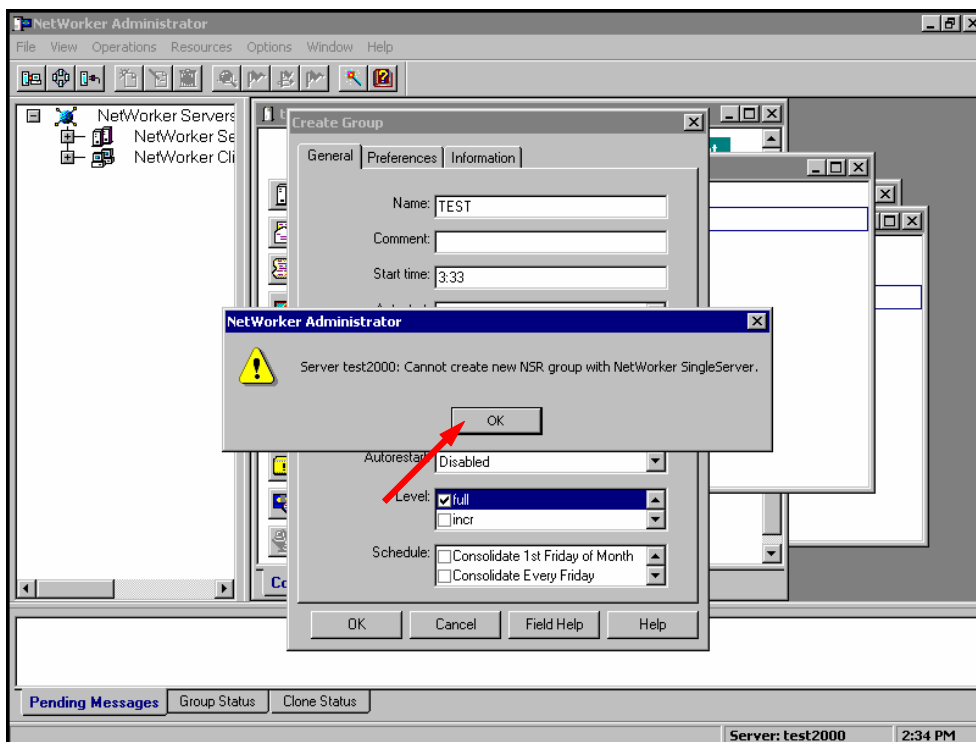 NetWorker Administrator
File View Operations Resources Options Window Help
NetWorker Servers
NetWorker Se
NetWorker Cli
Create Group
General Preferences Information
Name: TEST
Comment:
Start time: 3:33
NetWorker Administrator
Server test2000: Cannot create new NSR group with NetWorker SingleServer.
OK
Autorestart: Disabled
Level: full
incr
Schedule: Consolidate 1st Friday of Month
Consolidate Every Friday
OK Cancel Field Help Help
Pending Messages Group Status Clone Status
Server: test2000 2:34 PM